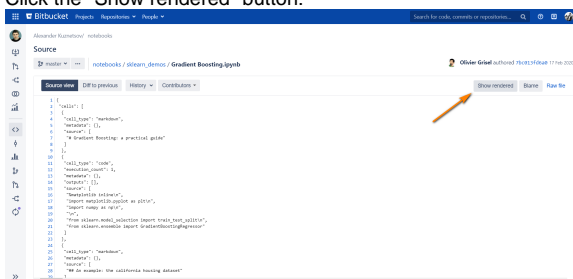 Click the "Show rendered" button.
Bitbucket Projects Repositories People Search for code, commits or repositories...
Alexander Kuznetsov / notebooks
Source
master ... notebooks / sklearn_demos / Gradient Boosting.ipynb Olivier Grisel authored 17 Feb 2020
Source view Diff to previous History Contributors Show rendered Blame Raw file
1 {
2 "cells": [
3 {
4 "cell_type": "markdown",
5 "metadata": {},
6 "source": [
7 "# Gradient Boosting: a practical guide"
8 ]
9 },
10 {
11 "cell_type": "code",
12 "execution_count": 1,
13 "metadata": {},
14 "outputs": [],
15 "source": [
16 "%matplotlib inline\n",
17 "import matplotlib.pyplot as plt\n",
18 "import numpy as np\n",
19 "\n",
20 "from sklearn.model_selection import train_test_split\n",
21 "from sklearn.ensemble import GradientBoostingRegressor"
22 ]
23 },
24 {
25 "cell_type": "markdown",
26 "metadata": {},
27 "source": [
28 "## An example: the california housing dataset"